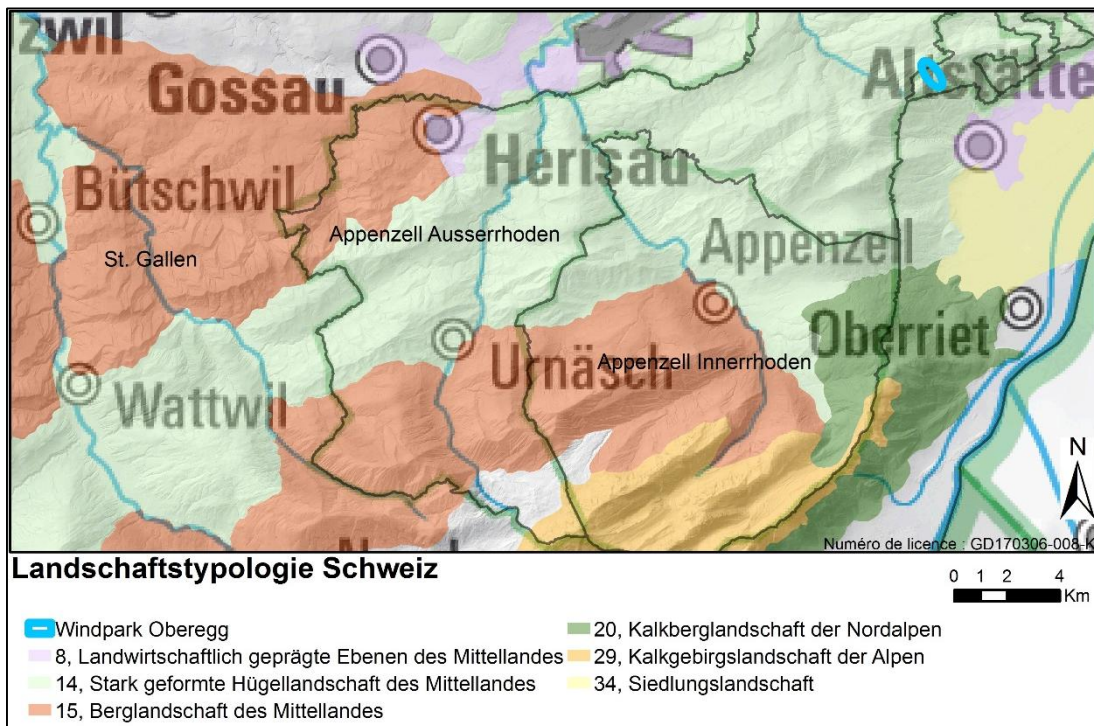 zwil
Gossau
Altstätte
Herisau
Bütschwil
Appenzell Ausserrhoden
Appenzell
St. Gallen
Oberriet
Urnäsch
Appenzell Innerrhoden
Wattwil
N
Numéro de licence : GD170306-008-K
Landschaftstypologie Schweiz
0 1 2 4
Km
Windpark Oberegg
8, Landwirtschaftlich geprägte Ebenen des Mittellandes
14, Stark geformte Hügellandschaft des Mittellandes
15, Berglandschaft des Mittellandes
20, Kalkberglandschaft der Nordalpen
29, Kalkgebirgslandschaft der Alpen
34, Siedlungslandschaft